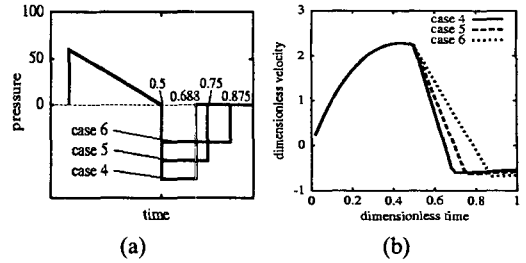 100
50
0
pressure
0.5
0.688
0.75
0.875
case 6
case 5
case 4
time
(a)
3
2
1
0
-1
dimensionless velocity
case 4
case 5
case 6
0 0.2 0.4 0.6 0.8 1
dimensionless time
(b)